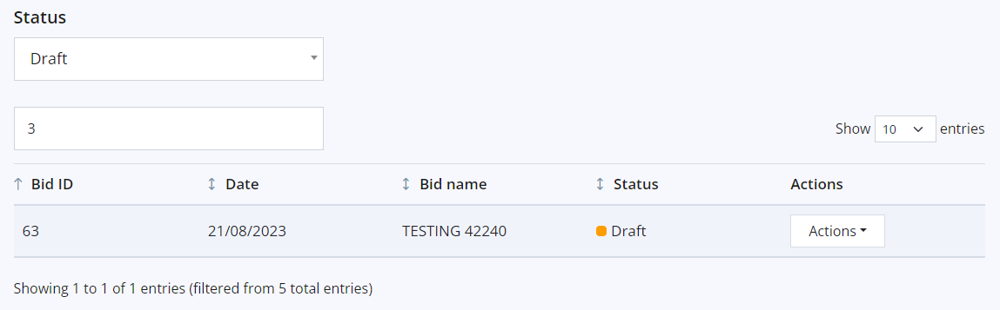 Status
Draft
3
Show 10 entries
Bid ID Date Bid name Status Actions
63 21/08/2023 TESTING 42240 Draft Actions
Showing 1 to 1 of 1 entries (filtered from 5 total entries)